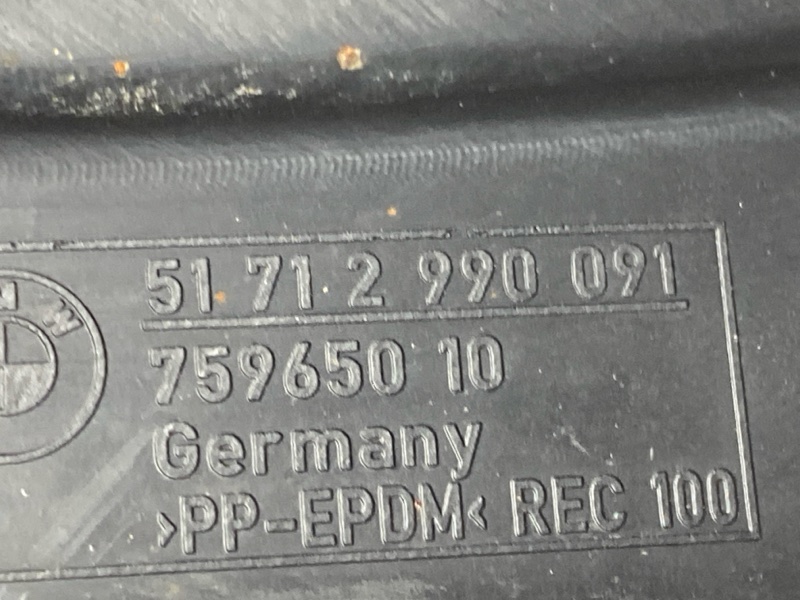 51 71 2 990 091
759650 10
Germany
>PP-EPDM< REC 100
W